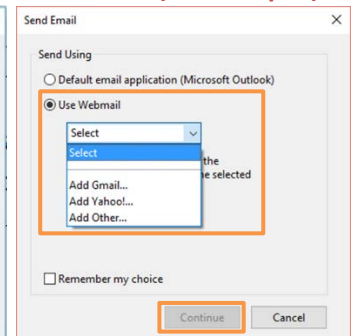 Send Email
Send Using
Default email application (Microsoft Outlook)
Use Webmail
Select
Select
the
selected
Add Gmail...
Add Yahoo!...
Add Other...
Remember my choice
Continue
Cancel